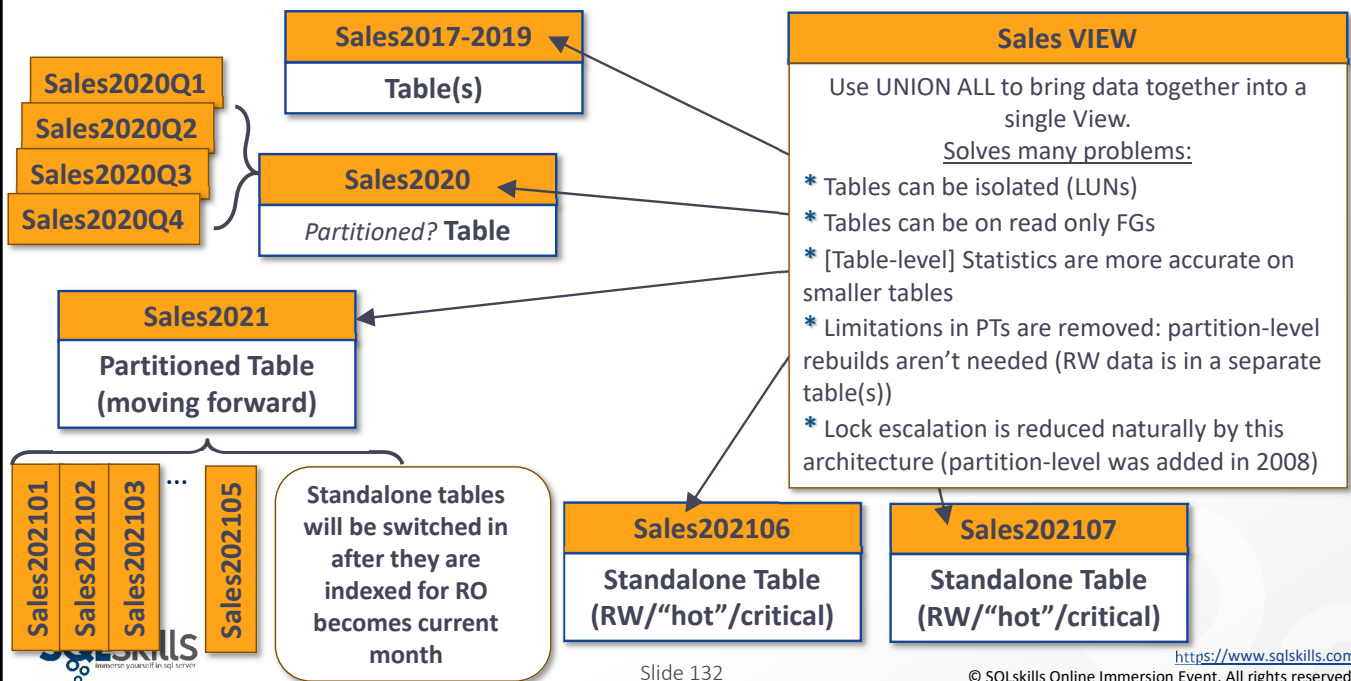 Sales2017-2019
Table(s)
Sales2020Q1
Sales2020Q2
Sales2020Q3
Sales2020Q4
Sales2020
Partitioned? Table
Sales VIEW
Use UNION ALL to bring data together into a
single View.
Solves many problems:
* Tables can be isolated (LUNs)
* Tables can be on read only FGs
* [Table-level] Statistics are more accurate on
smaller tables
* Limitations in PTs are removed: partition-level
rebuilds aren't needed (RW data is in a separate
table(s))
* Lock escalation is reduced naturally by this
architecture (partition-level was added in 2008)
Sales2021
Partitioned Table
(moving forward)
Sales202101
Sales202102
Sales202103
...
Sales202105
Standalone tables
will be switched in
after they are
indexed for RO
becomes current
month
Sales202106
Standalone Table
(RW/“hot”/critical)
Sales202107
Standalone Table
(RW/“hot”/critical)
SQLskills
immerse yourself in sql server
Slide 132
https://www.sqlskills.com
© SQLskills Online Immersion Event. All rights reserved